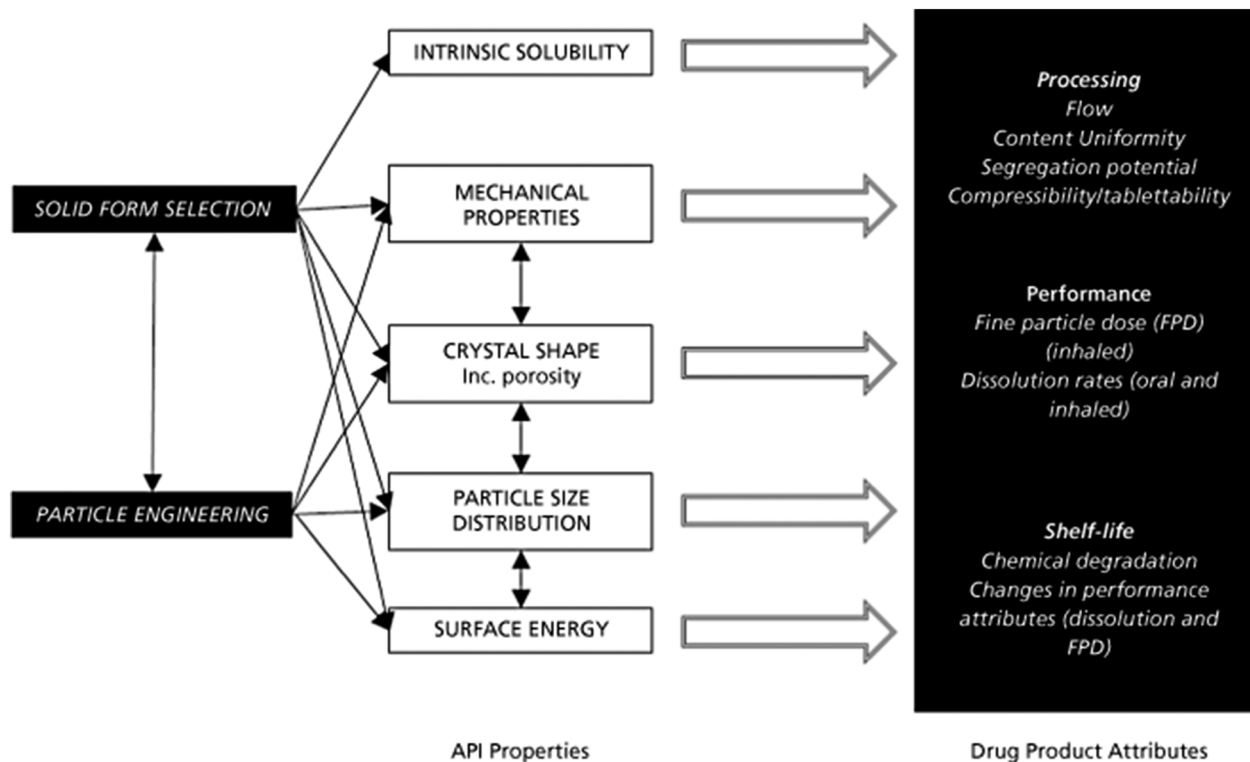 SOLID FORM SELECTION
PARTICLE ENGINEERING
INTRINSIC SOLUBILITY
MECHANICAL
PROPERTIES
CRYSTAL SHAPE
Inc. porosity
PARTICLE SIZE
DISTRIBUTION
SURFACE ENERGY
API Properties
Processing
Flow
Content Uniformity
Segregation potential
Compressibility/tablettability
Performance
Fine particle dose (FPD)
(inhaled)
Dissolution rates (oral and
inhaled)
Shelf-life
Chemical degradation
Changes in performance
attributes (dissolution and
FPD)
Drug Product Attributes